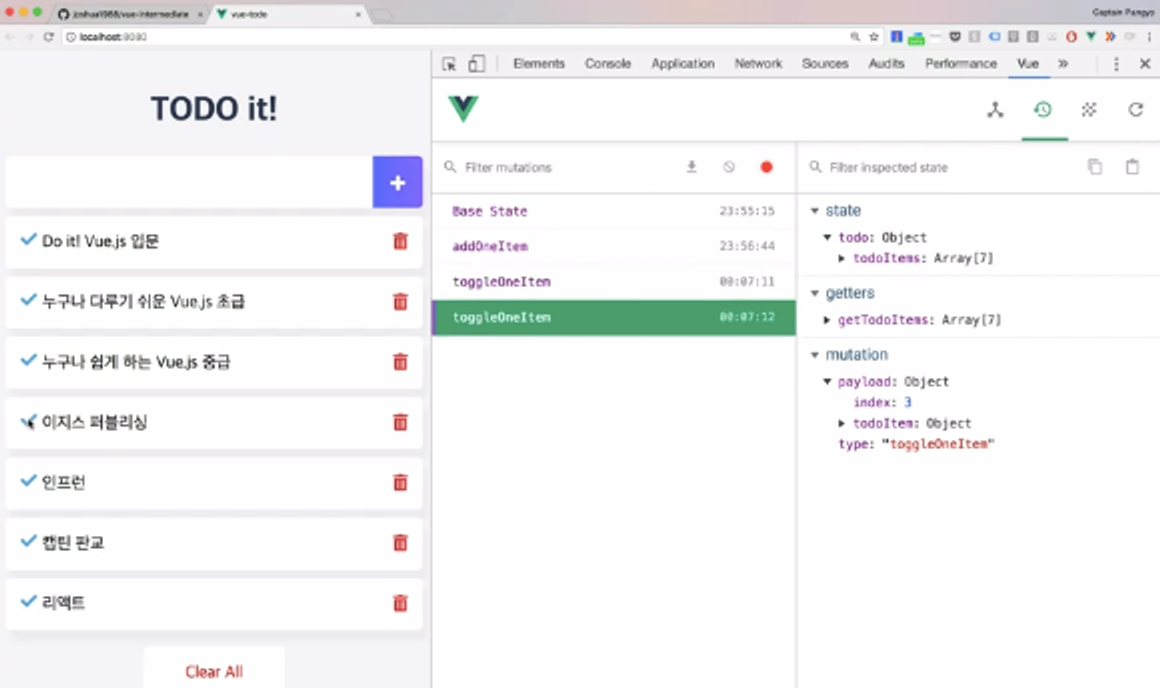 joshua1988/vue-intermediate
vue-todo
Captain Pangyo
localhost:8080
Elements Console Application Network Sources Audits Performance Vue
TODO it!
Filter mutations
Filter inspected state
Base State 23:55:15
addOneItem 23:56:44
toggleOneItem 00:07:11
toggleOneItem 00:07:12
state
todo: Object
todoItems: Array[7]
getters
getTodoItems: Array[7]
mutation
payload: Object
index: 3
todoItem: Object
type: "toggleOneItem"
Do it! Vue.js 입문
누구나 다루기 쉬운 Vue.js 초급
누구나 쉽게 하는 Vue.js 중급
이지스 퍼블리싱
인프런
캡틴 판교
리액트
Clear All